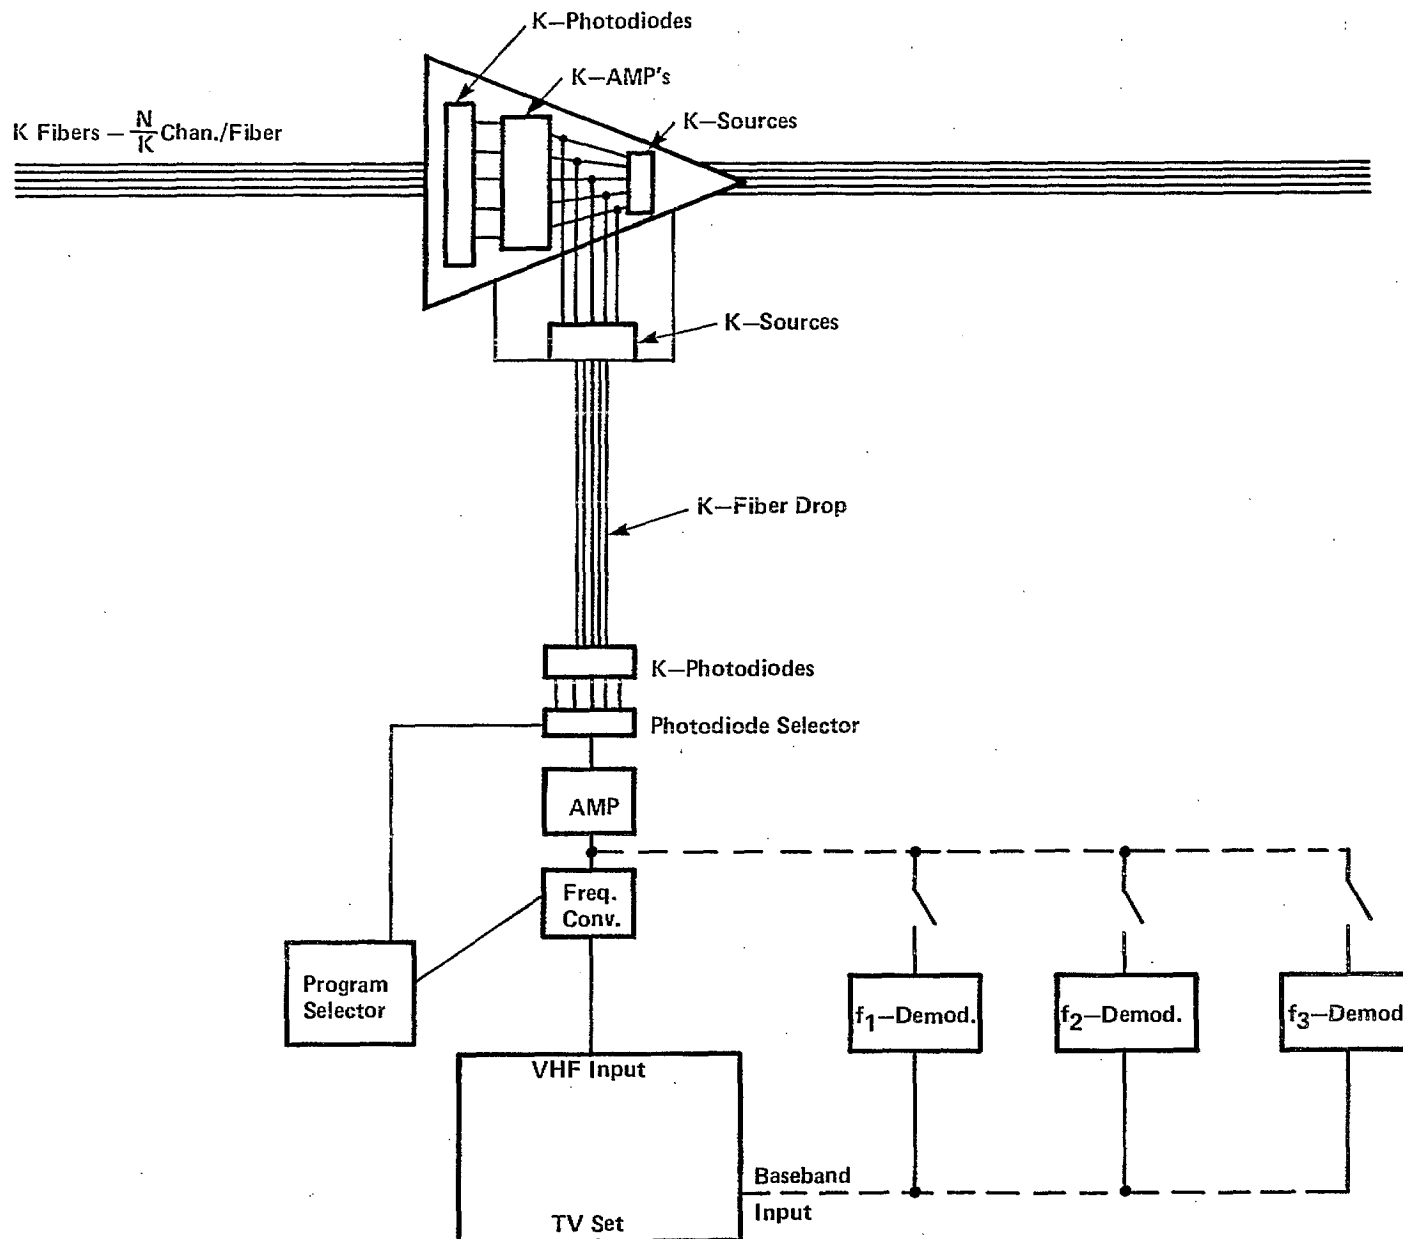 K–Photodiodes
K–AMP's
K–Sources
K Fibers – N/K Chan./Fiber
K–Sources
K–Fiber Drop
K–Photodiodes
Photodiode Selector
AMP
Freq.
Conv.
Program
Selector
f₁–Demod.
f₂–Demod.
f₃–Demod
VHF Input
Baseband
Input
TV Set